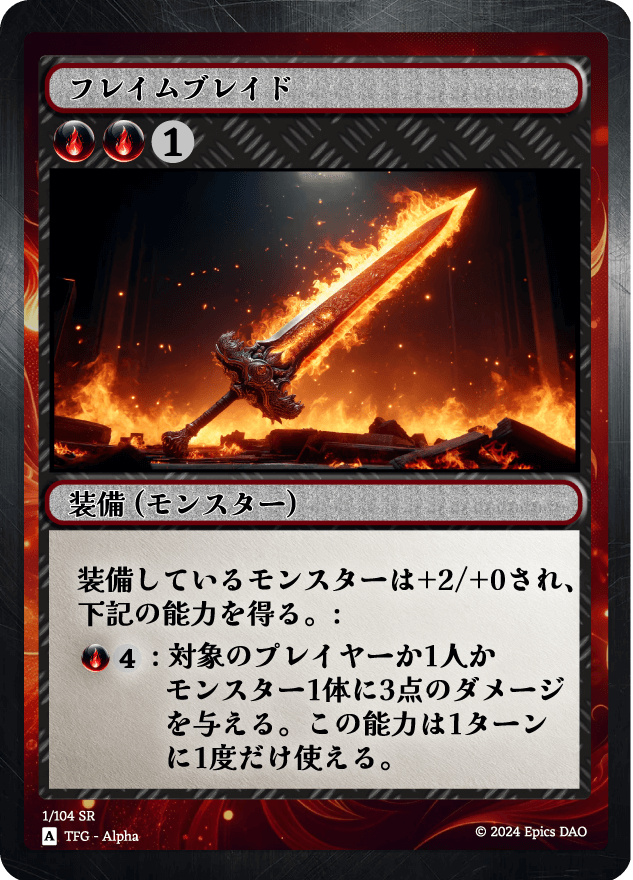 フレイムブレイド
1
装備 (モンスター)
装備しているモンスターは+2/+0され、
下記の能力を得る。:
4 : 対象のプレイヤーか1人か
モンスター1体に3点のダメージ
を与える。この能力は1ターン
に1度だけ使える。
1/104 SR
A TFG - Alpha
© 2024 Epics DAO